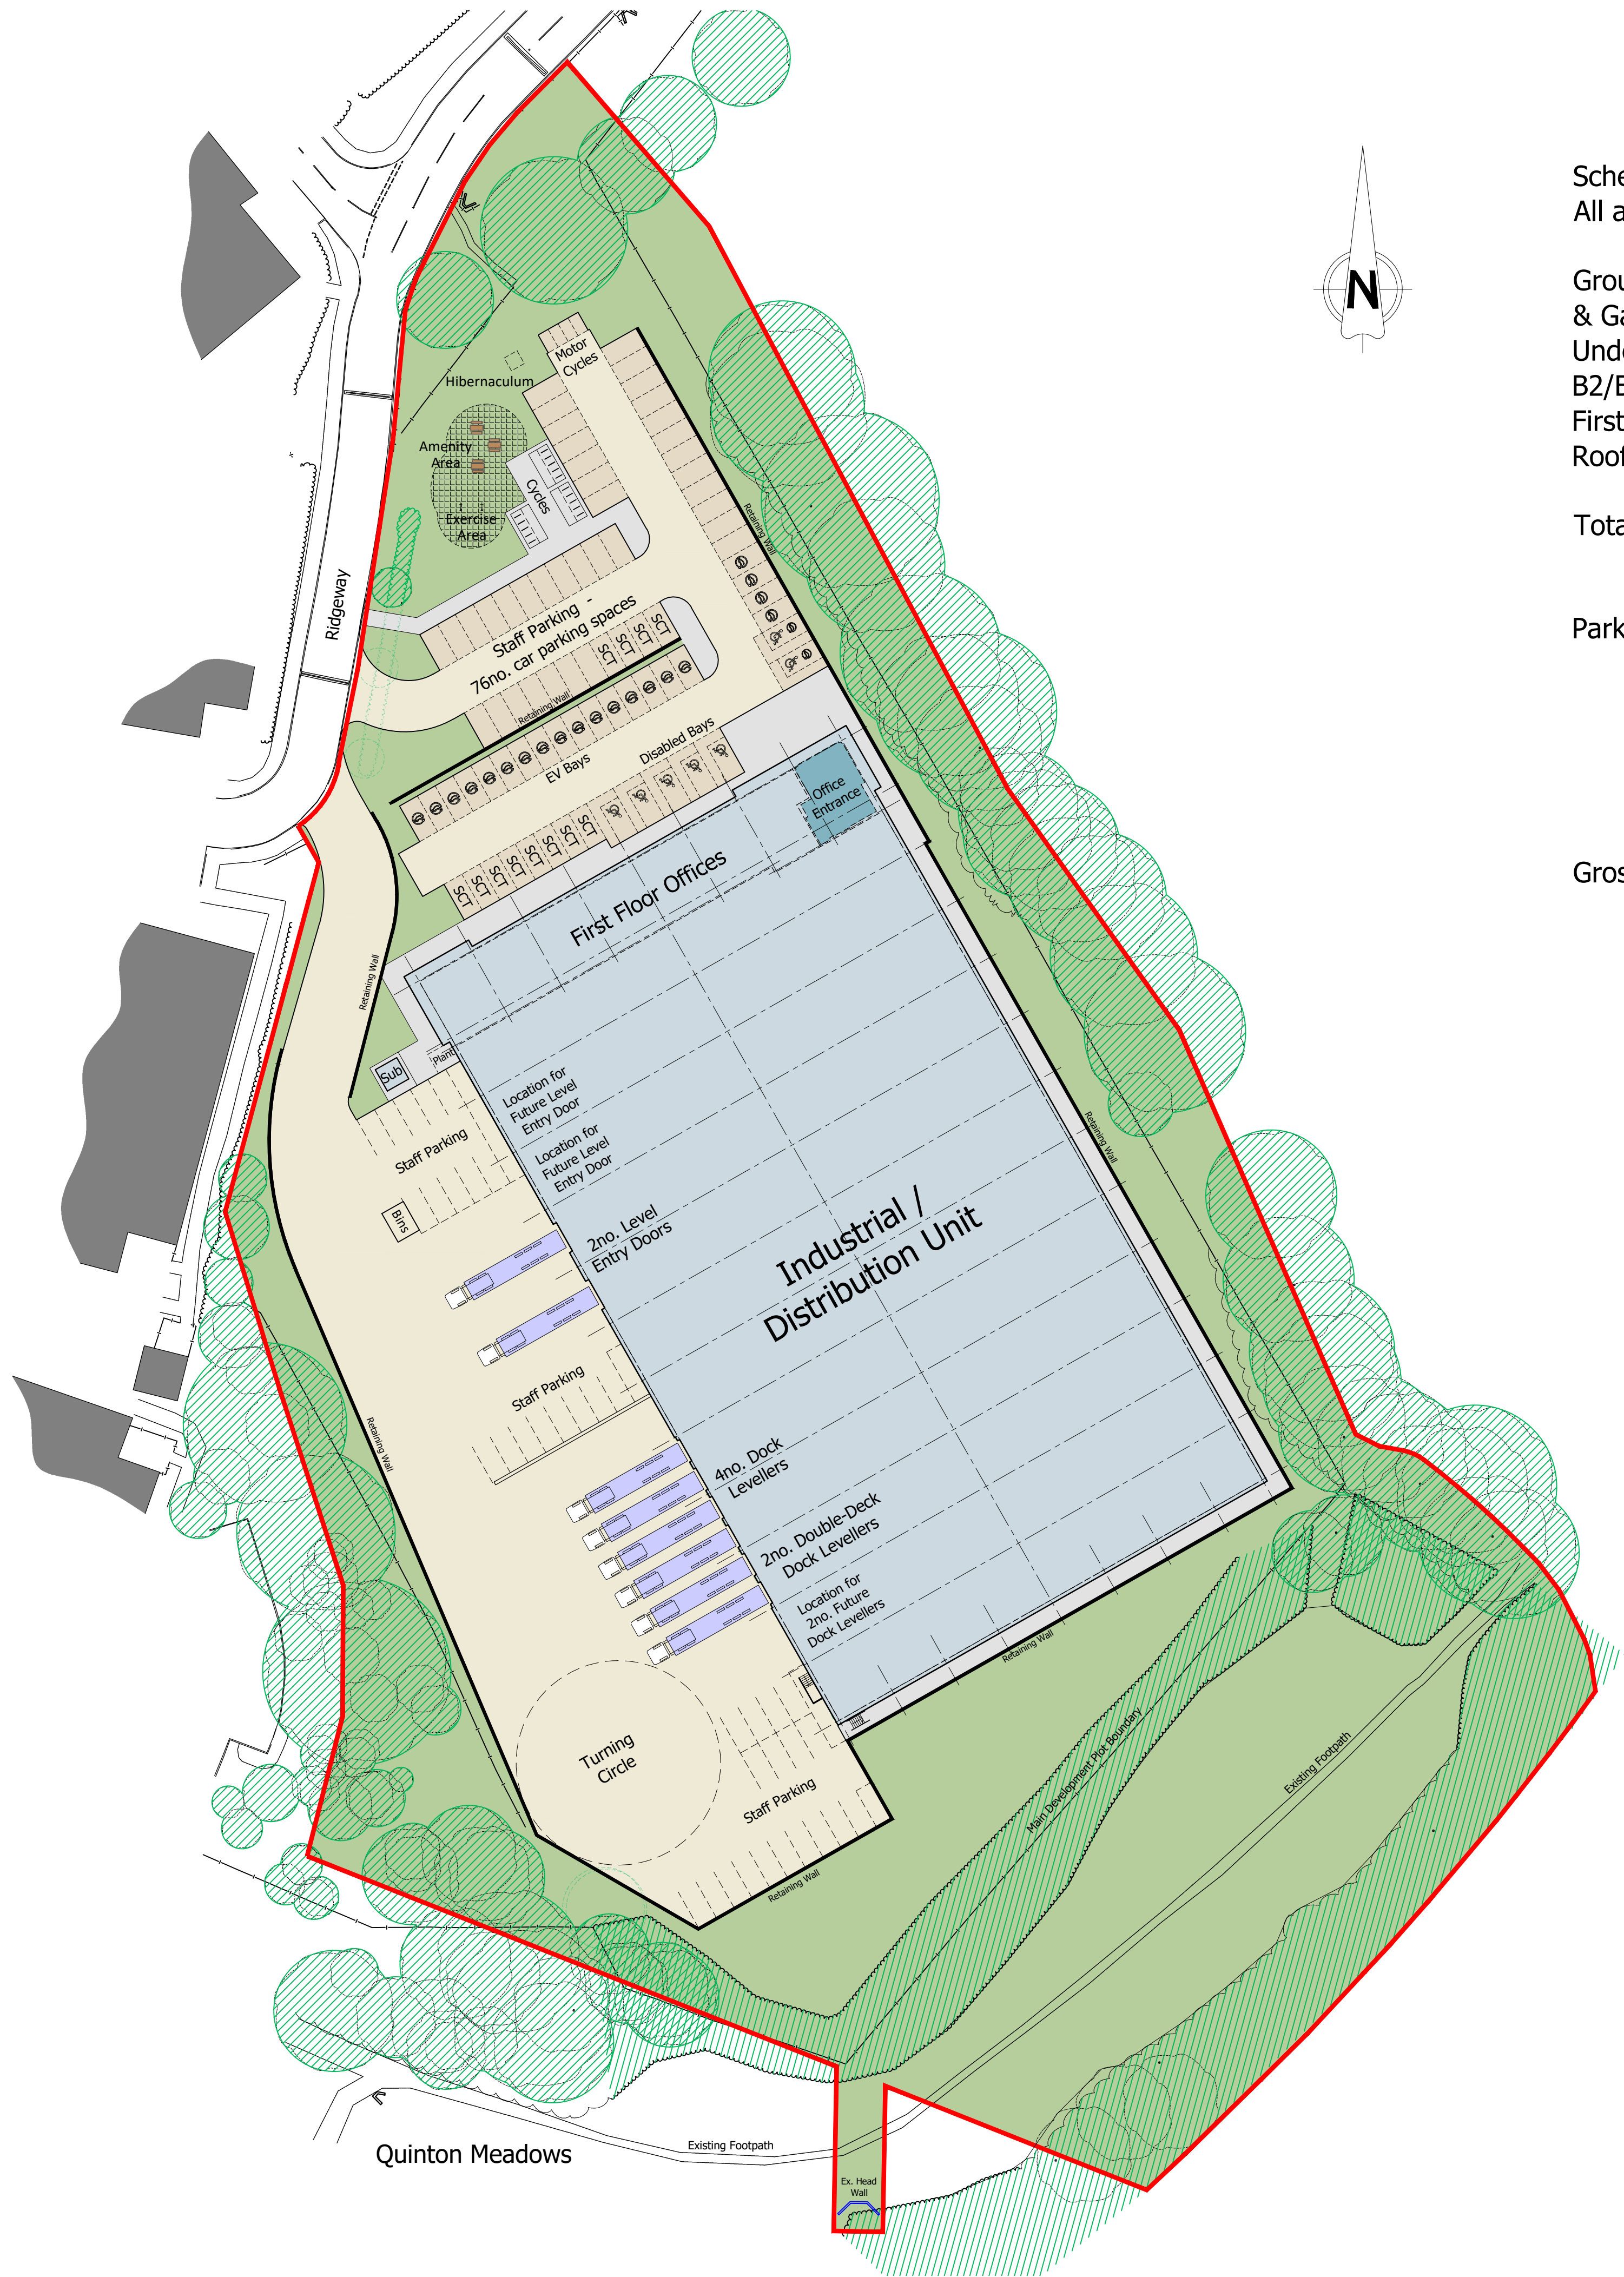 N
Sche
All a
Grou
& Ga
Unde
B2/B
First
Roof
Tota
Park
Gros
Motor
Cycles
Hibernaculum
Amenity
Area
Cycles
Exercise
Area
Retaining Wall
Ridgeway
Staff Parking -
76no. car parking spaces
SCT
SCT
SCT
SCT
Retaining Wall
EV Bays
Disabled Bays
Office
Entrance
SCT
SCT
SCT
SCT
SCT
SCT
SCT
SCT
First Floor Offices
Retaining Wall
Sub
Plant
Location for
Future Level
Entry Door
Staff Parking
Location for
Future Level
Entry Door
Retaining Wall
Bins
2no. Level
Entry Doors
Industrial /
Distribution Unit
Staff Parking
Retaining Wall
4no. Dock
Levellers
2no. Double-Deck
Dock Levellers
Location for
2no. Future
Dock Levellers
Retaining Wall
Turning
Circle
Staff Parking
Main Development Plot Boundary
Existing Footpath
Retaining Wall
Existing Footpath
Quinton Meadows
Ex. Head
Wall